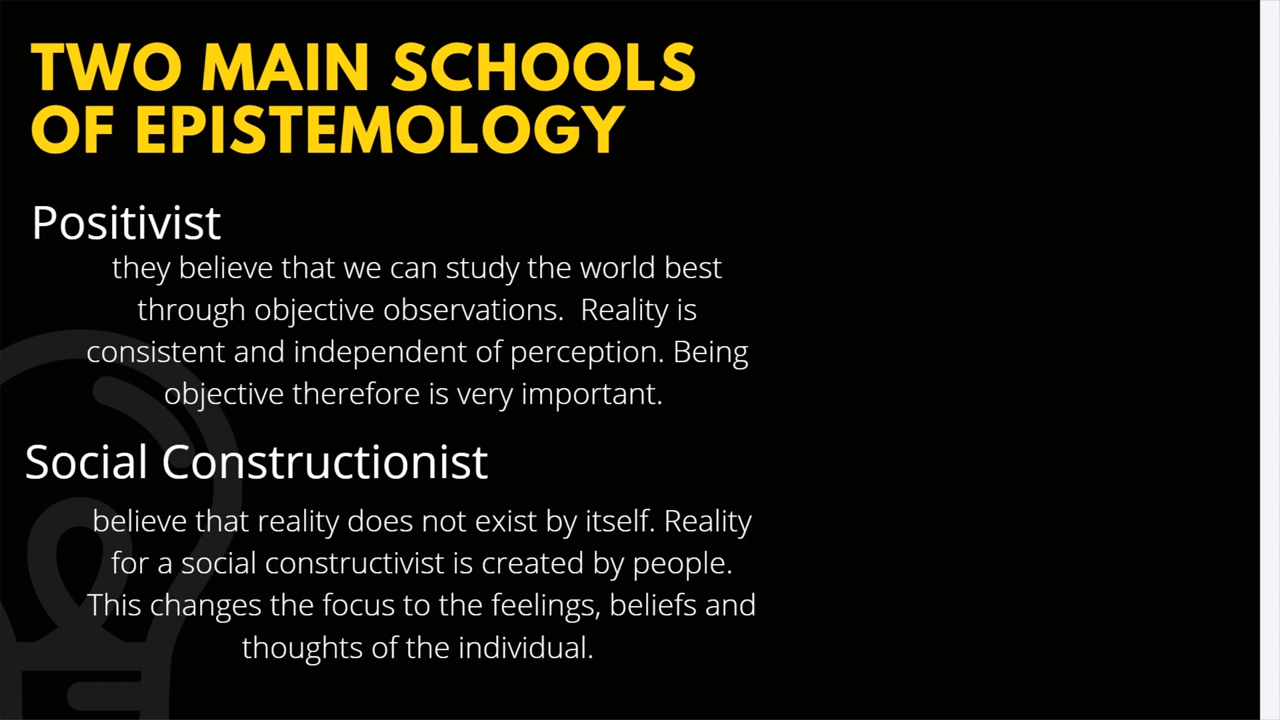 TWO MAIN SCHOOLS
OF EPISTEMOLOGY
Positivist
they believe that we can study the world best
through objective observations.  Reality is
consistent and independent of perception. Being
objective therefore is very important.
Social Constructionist
believe that reality does not exist by itself. Reality
for a social constructivist is created by people.
This changes the focus to the feelings, beliefs and
thoughts of the individual.